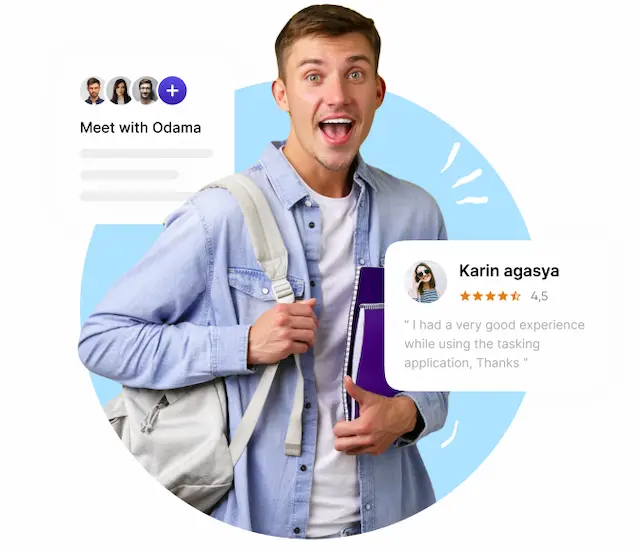 Meet with Odama
Karin agasya
4,5
" I had a very good experience
while using the tasking
application, Thanks "